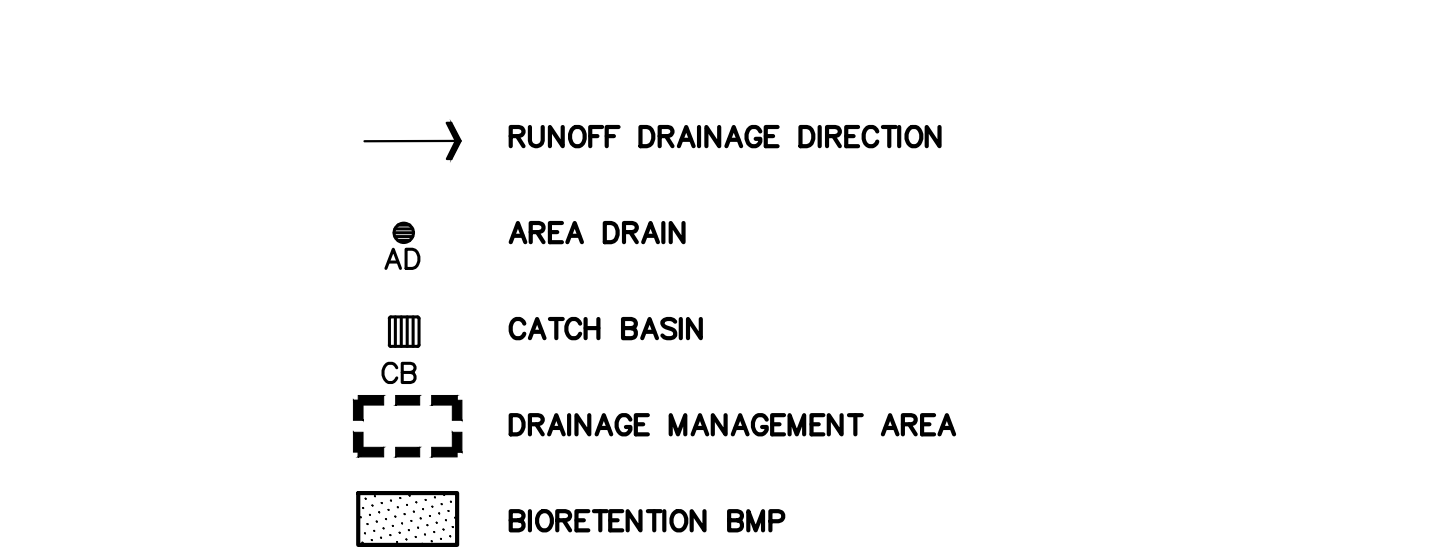 RUNOFF DRAINAGE DIRECTION
AREA DRAIN
AD
CATCH BASIN
CB
DRAINAGE MANAGEMENT AREA
BIORETENTION BMP